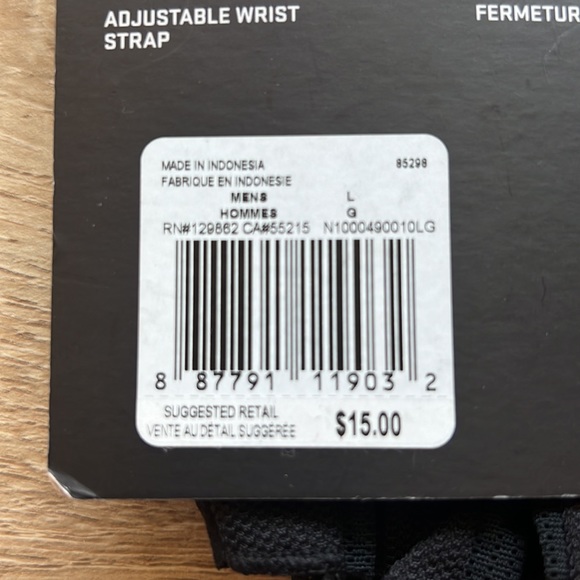 ADJUSTABLE WRIST
STRAP
FERMETUR
MADE IN INDONESIA 85298
FABRIQUE EN INDONESIE
MENS L
HOMMES G
RN#129862 CA#55215 N1000490010LG
8 87791 11903 2
SUGGESTED RETAIL
VENTE AU DÉTAIL SUGGÉRÉE
$15.00